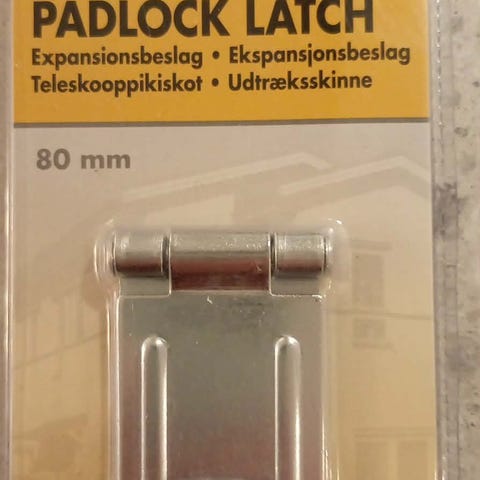 PADLOCK LATCH
Expansionsbeslag • Ekspansjonsbeslag
Teleskooppikiskot • Udtræksskinne
80 mm